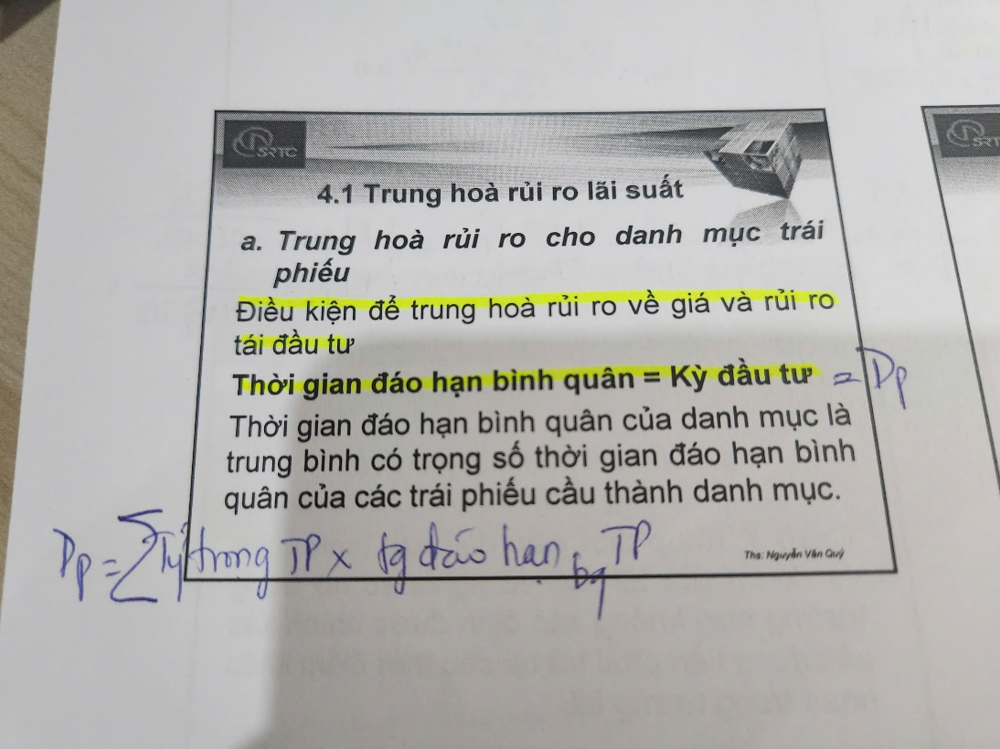 SRTC
4.1 Trung hoà rủi ro lãi suất
a. Trung hoà rủi ro cho danh mục trái
phiếu
Điều kiện để trung hoà rủi ro về giá và rủi ro
tái đầu tư
Thời gian đáo hạn bình quân = Kỳ đầu tư = Dp
Thời gian đáo hạn bình quân của danh mục là
trung bình có trọng số thời gian đáo hạn bình
quân của các trái phiếu cầu thành danh mục.
Dp = Σ Tỷ trọng TP x tg đáo hạn bq TP
Ths: Nguyễn Văn Quý